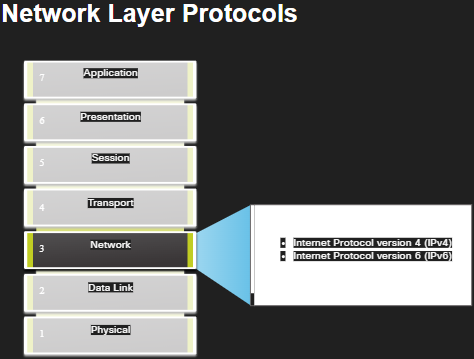 Network Layer Protocols
7 Application
6 Presentation
5 Session
4 Transport
3 Network
2 Data Link
1 Physical
• Internet Protocol version 4 (IPv4)
• Internet Protocol version 6 (IPv6)